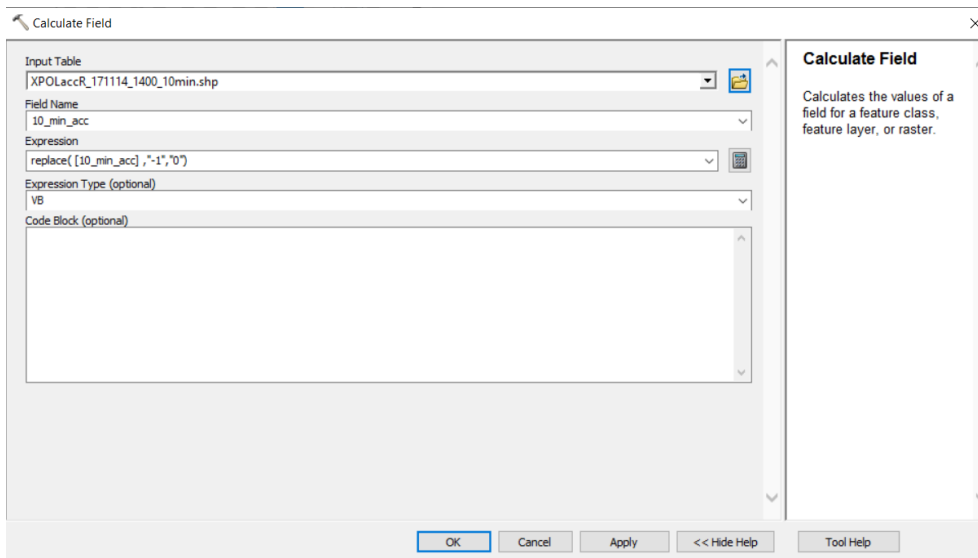 Calculate Field
Input Table
XPOLaccR_171114_1400_10min.shp
Field Name
10_min_acc
Expression
replace( [10_min_acc] ,"-1","0")
Expression Type (optional)
VB
Code Block (optional)
OK
Cancel
Apply
<< Hide Help
Tool Help
Calculate Field
Calculates the values of a
field for a feature class,
feature layer, or raster.